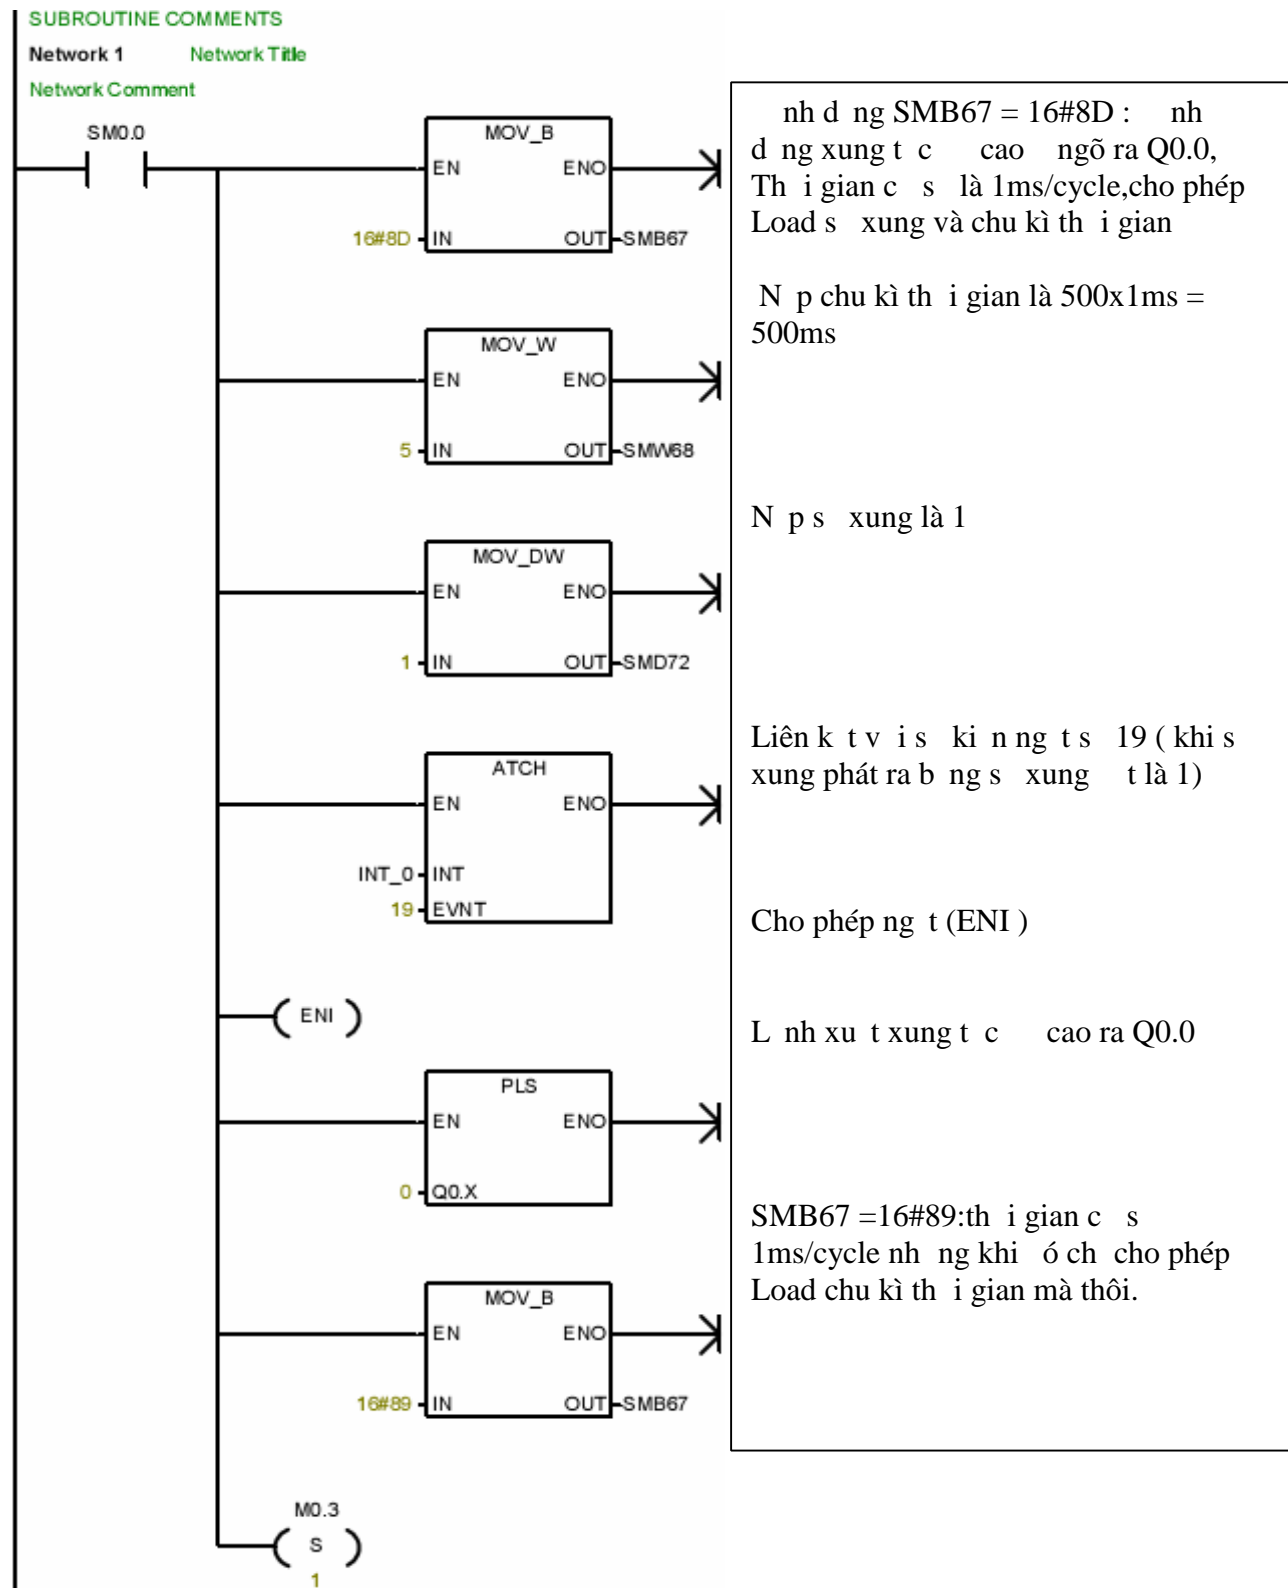 SUBROUTINE COMMENTS
Network 1 Network Title
Network Comment
SM0.0
MOV_B
EN ENO
16#8D IN OUT SMB67
MOV_W
EN ENO
5 IN OUT SMW68
MOV_DW
EN ENO
1 IN OUT SMD72
ATCH
EN ENO
INT_0 INT
19 EVNT
ENI
PLS
EN ENO
0 Q0.X
MOV_B
EN ENO
16#89 IN OUT SMB67
M0.3
S
1
nh d ng SMB67 = 16#8D : nh
d ng xung t c cao ngõ ra Q0.0,
Th i gian c s là 1ms/cycle,cho phép
Load s xung và chu kì th i gian
N p chu kì th i gian là 500x1ms =
500ms
N p s xung là 1
Liên k t v i s ki n ng t s 19 ( khi s
xung phát ra b ng s xung t là 1)
Cho phép ng t (ENI )
L nh xu t xung t c cao ra Q0.0
SMB67 =16#89:th i gian c s
1ms/cycle nh ng khi ó ch cho phép
Load chu kì th i gian mà thôi.